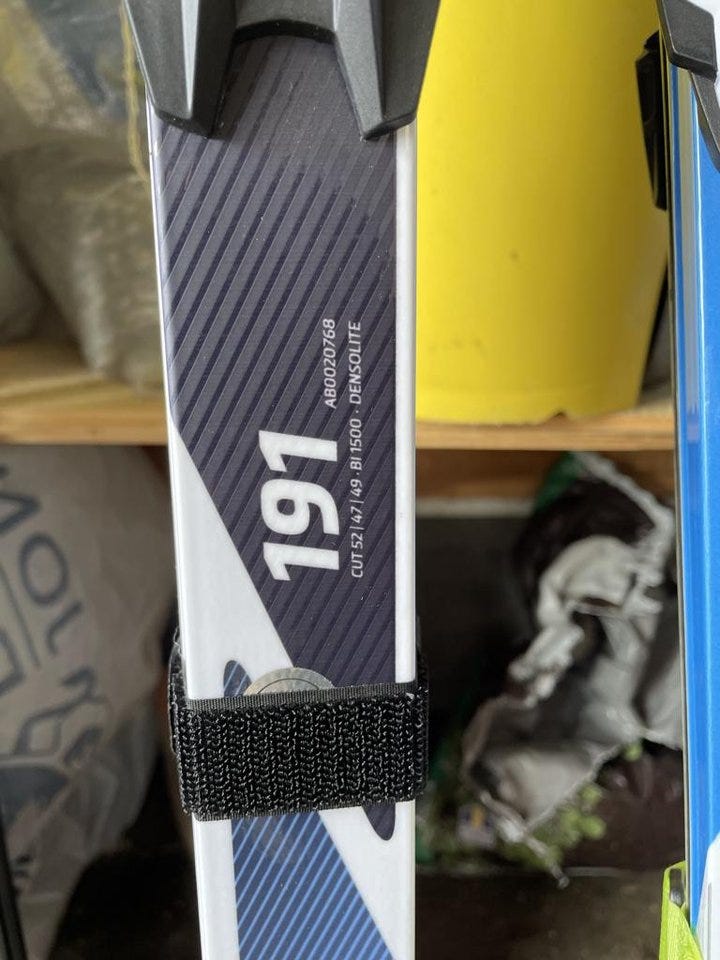 191
AB0020768
CUT 52|47|49 · BI 1500 · DENSOLITE